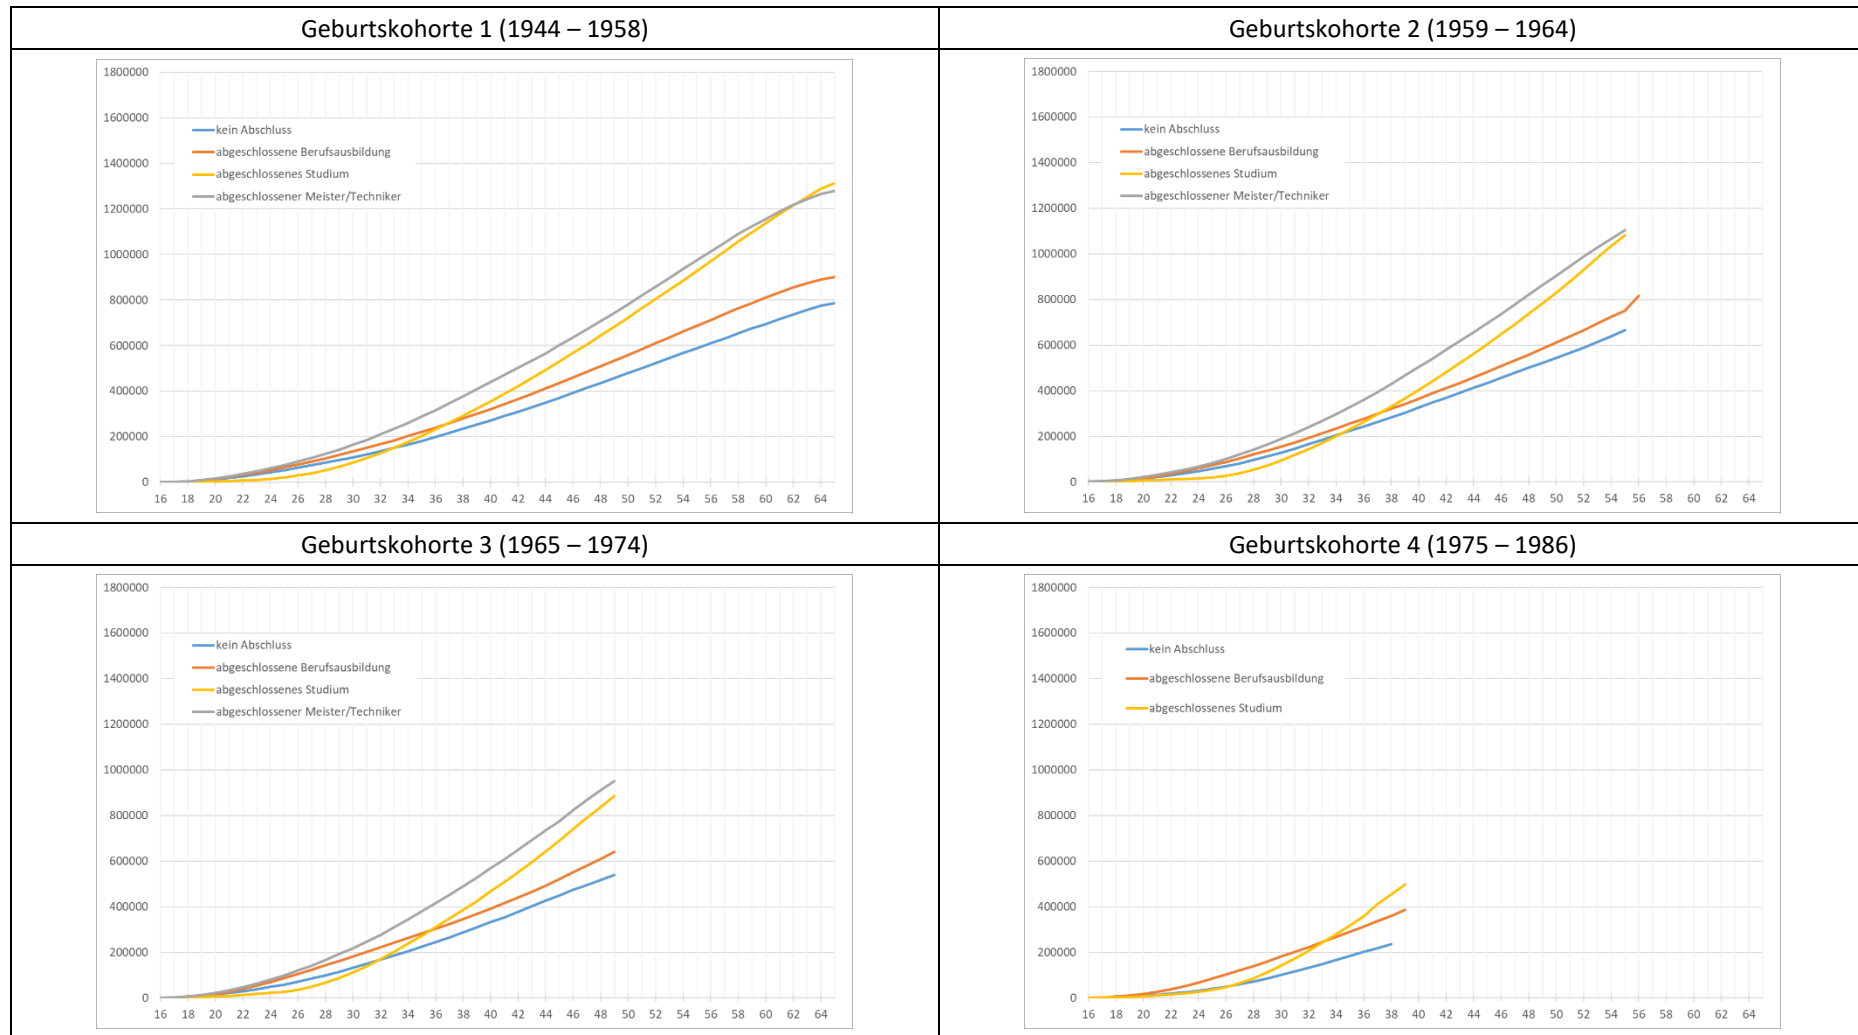 Geburtskohorte 1 (1944 – 1958)
Geburtskohorte 2 (1959 – 1964)
1800000
1600000
1400000
1200000
1000000
800000
600000
400000
200000
0
kein Abschluss
abgeschlossene Berufsausbildung
abgeschlossenes Studium
abgeschlossener Meister/Techniker
16 18 20 22 24 26 28 30 32 34 36 38 40 42 44 46 48 50 52 54 56 58 60 62 64
1800000
1600000
1400000
1200000
1000000
800000
600000
400000
200000
0
kein Abschluss
abgeschlossene Berufsausbildung
abgeschlossenes Studium
abgeschlossener Meister/Techniker
16 18 20 22 24 26 28 30 32 34 36 38 40 42 44 46 48 50 52 54 56 58 60 62 64
Geburtskohorte 3 (1965 – 1974)
Geburtskohorte 4 (1975 – 1986)
1800000
1600000
1400000
1200000
1000000
800000
600000
400000
200000
0
kein Abschluss
abgeschlossene Berufsausbildung
abgeschlossenes Studium
abgeschlossener Meister/Techniker
16 18 20 22 24 26 28 30 32 34 36 38 40 42 44 46 48 50 52 54 56 58 60 62 64
1800000
1600000
1400000
1200000
1000000
800000
600000
400000
200000
0
kein Abschluss
abgeschlossene Berufsausbildung
abgeschlossenes Studium
16 18 20 22 24 26 28 30 32 34 36 38 40 42 44 46 48 50 52 54 56 58 60 62 64